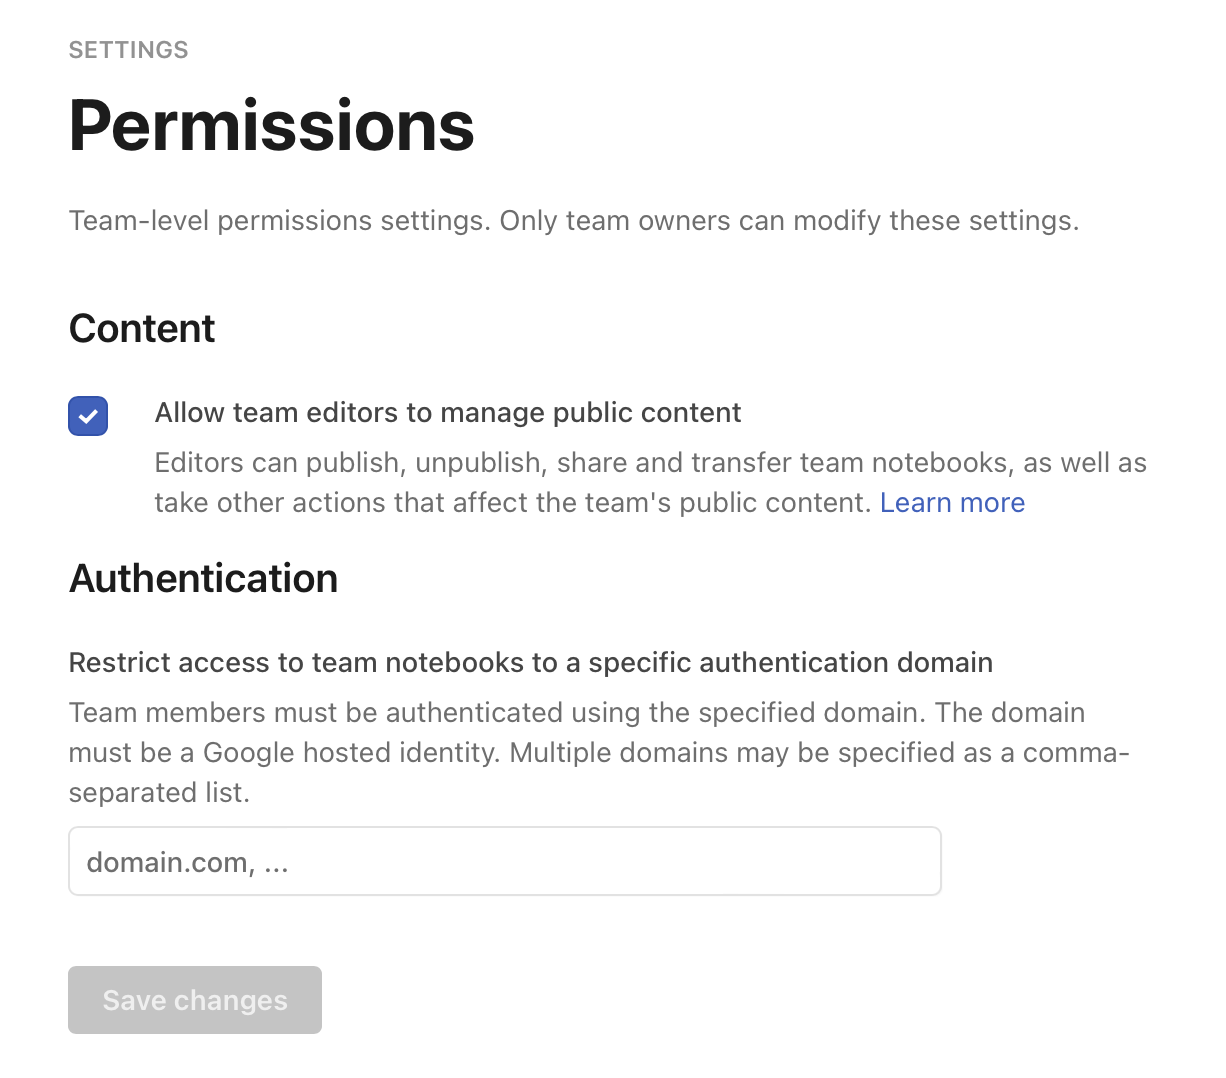 SETTINGS
Permissions
Team-level permissions settings. Only team owners can modify these settings.
Content
Allow team editors to manage public content
Editors can publish, unpublish, share and transfer team notebooks, as well as
take other actions that affect the team's public content. Learn more
Authentication
Restrict access to team notebooks to a specific authentication domain
Team members must be authenticated using the specified domain. The domain
must be a Google hosted identity. Multiple domains may be specified as a comma-
separated list.
domain.com, ...
Save changes